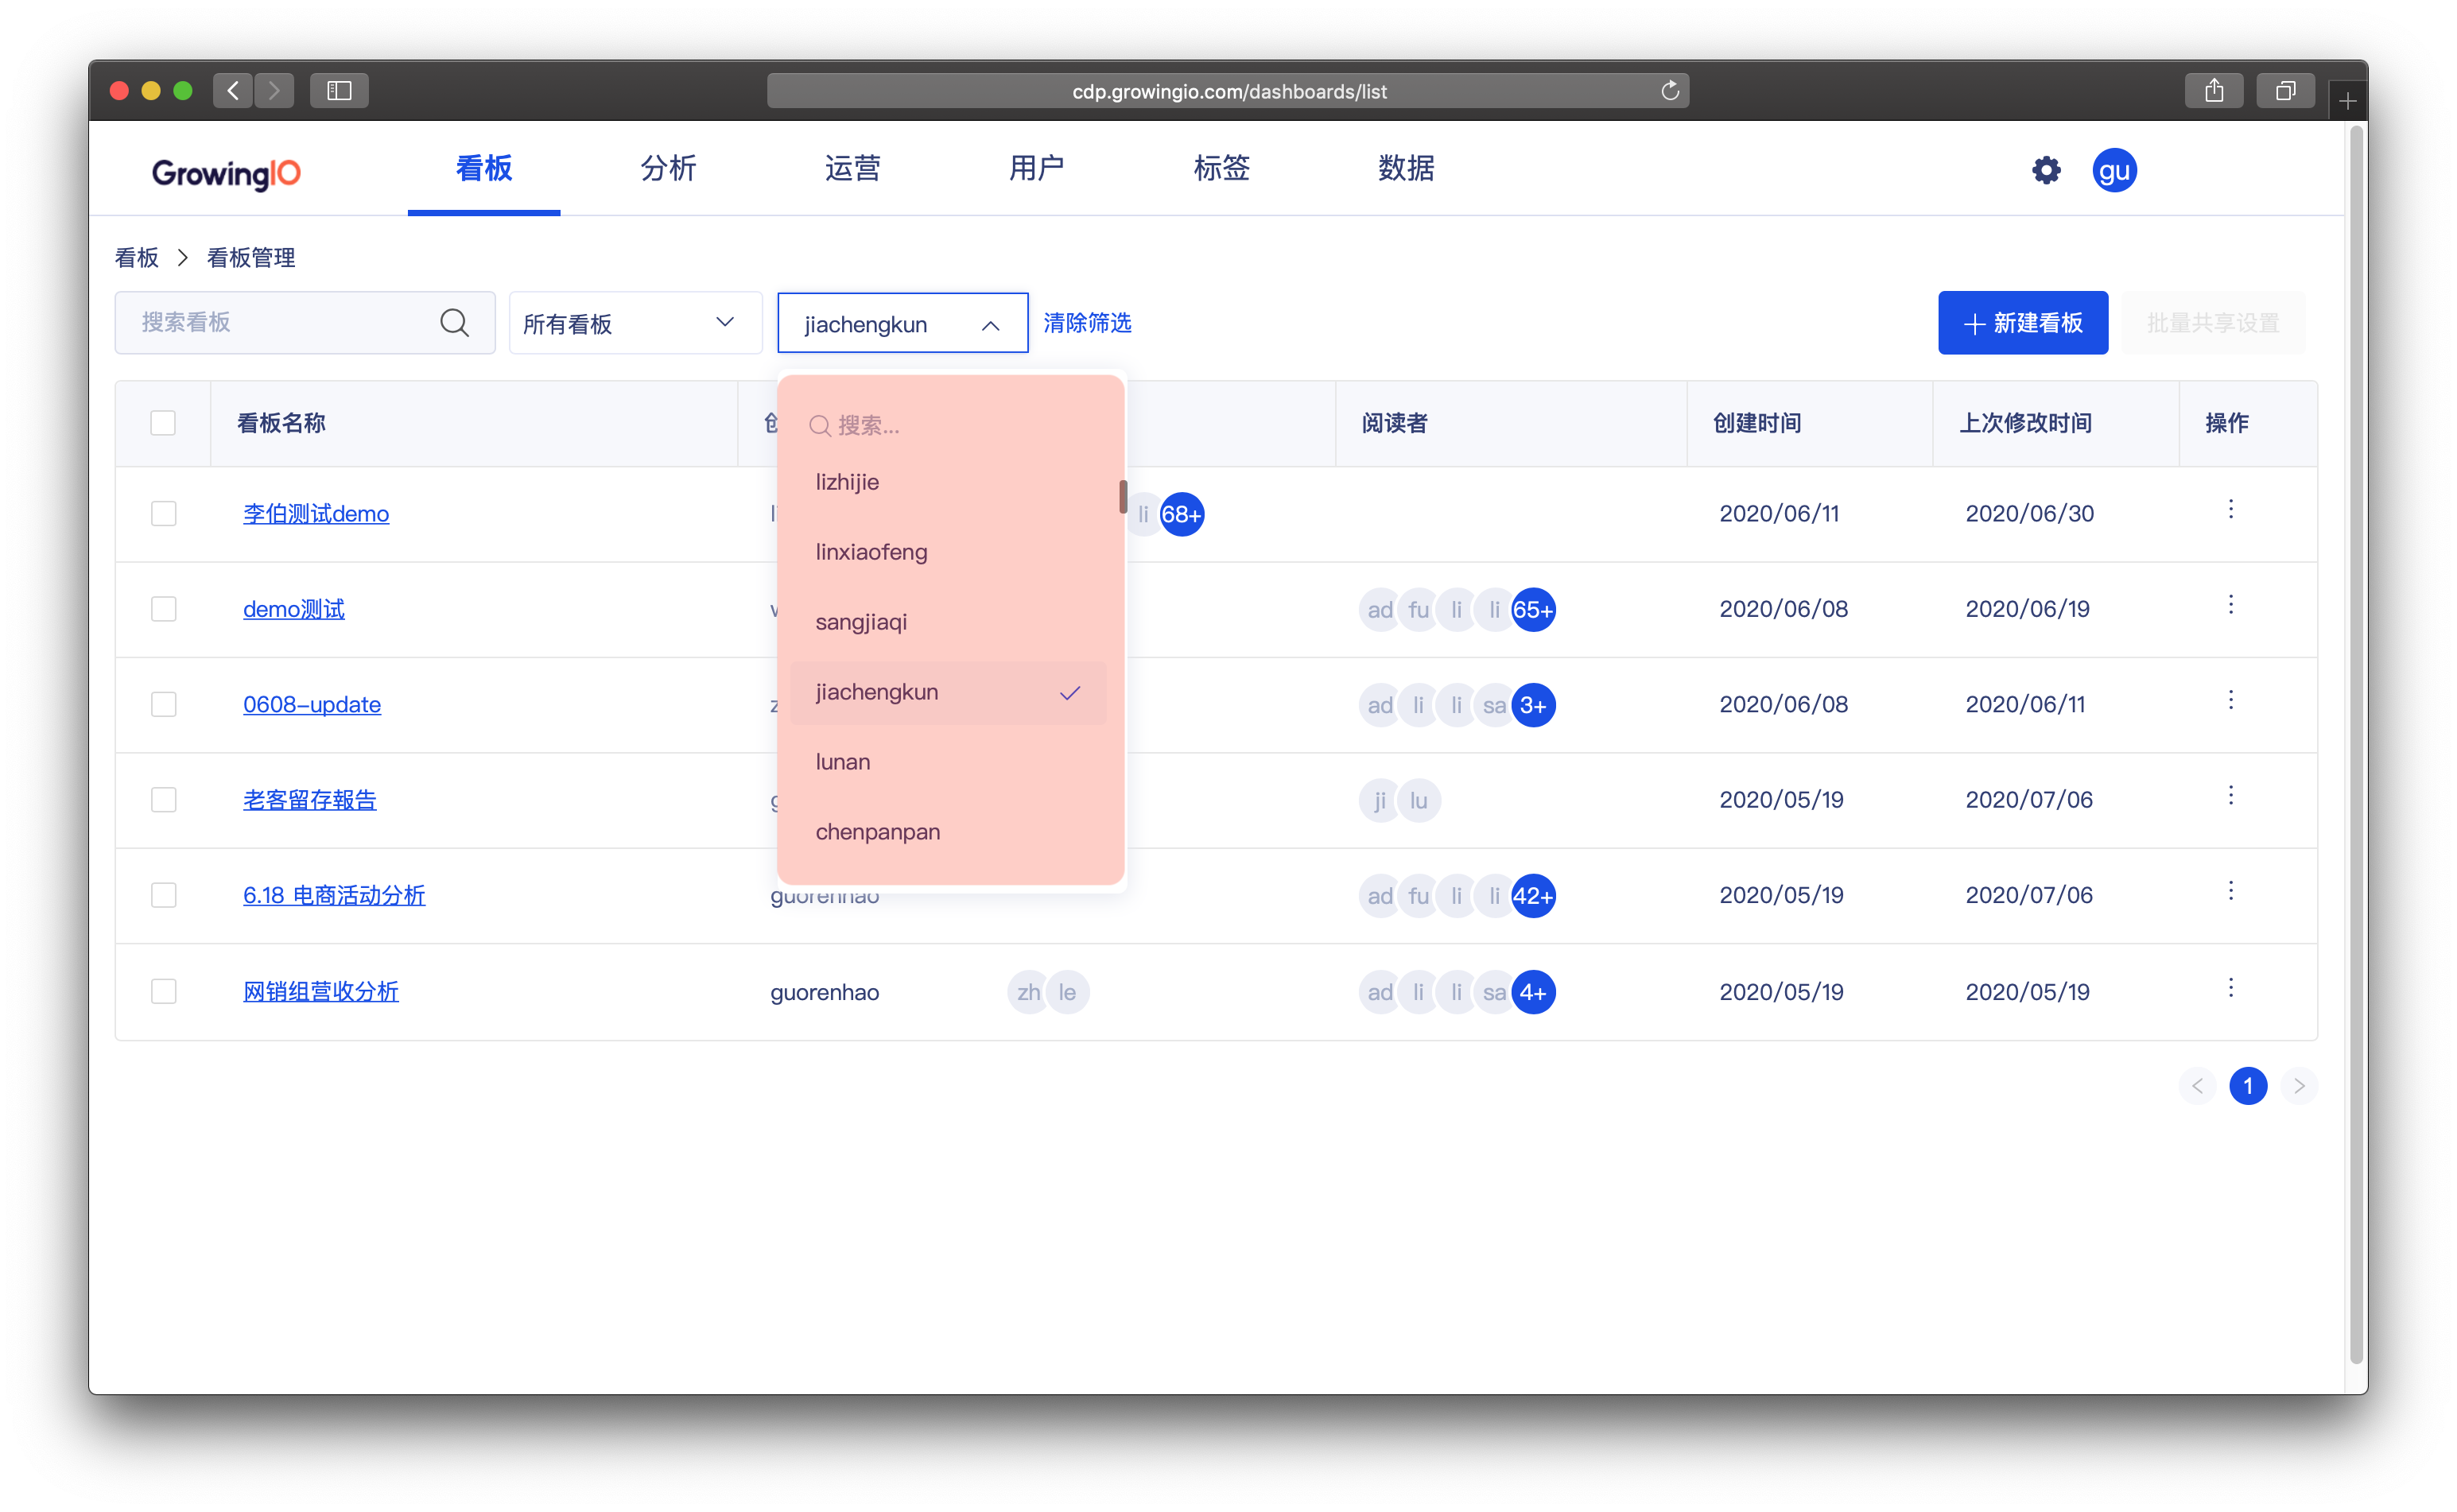 cdp.growingio.com/dashboards/list
GrowingIO
看板 分析 运营 用户 标签 数据 gu
看板 > 看板管理
搜索看板 所有看板 jiachengkun 清除筛选 + 新建看板 批量共享设置
看板名称 阅读者 创建时间 上次修改时间 操作
搜索...
lizhijie
linxiaofeng
sangjiaqi
jiachengkun
lunan
chenpanpan
李伯测试demo li 68+ 2020/06/11 2020/06/30
demo测试 ad fu li li 65+ 2020/06/08 2020/06/19
0608-update ad li li sa 3+ 2020/06/08 2020/06/11
老客留存報告 ji lu 2020/05/19 2020/07/06
6.18 电商活动分析 guorenhao ad fu li li 42+ 2020/05/19 2020/07/06
网销组营收分析 guorenhao zh le ad li li sa 4+ 2020/05/19 2020/05/19
1